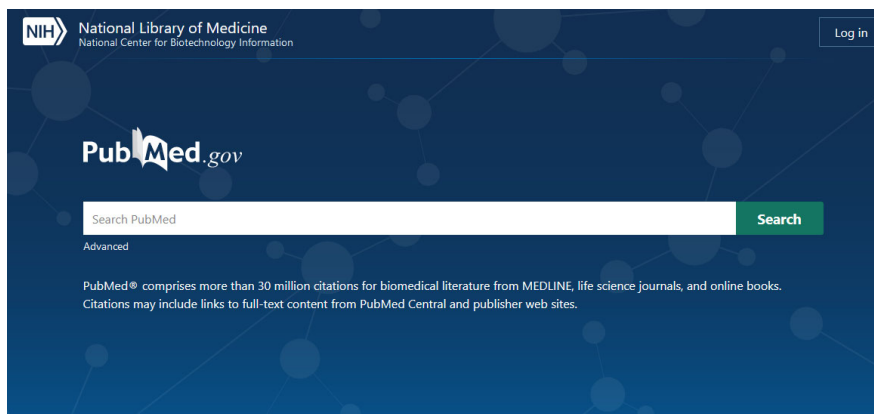 NIH
National Library of Medicine
National Center for Biotechnology Information
Log in
PubMed.gov
Search PubMed
Search
Advanced
PubMed® comprises more than 30 million citations for biomedical literature from MEDLINE, life science journals, and online books.
Citations may include links to full-text content from PubMed Central and publisher web sites.